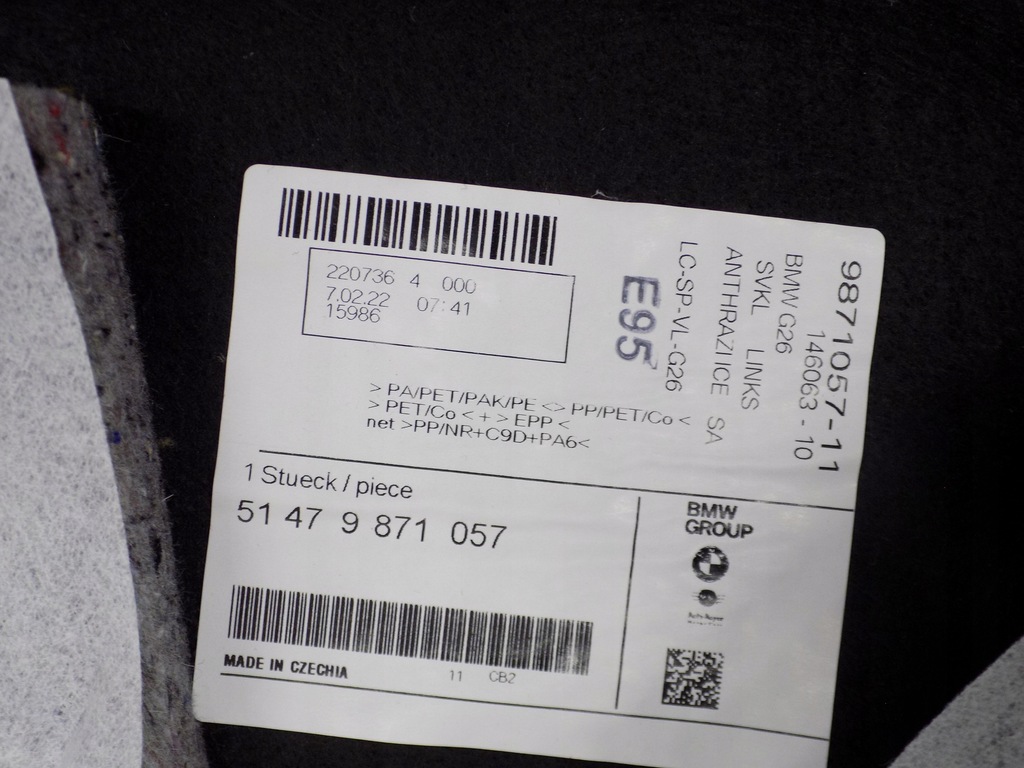 220736 4 000
7.02.22 07:41
15986
> PA/PET/PAK/PE <> PP/PET/Co <
> PET/Co < + > EPP <
net >PP/NR+C9D+PA6<
9871057-11
146063 - 10
BMW G26
SVKL LINKS
ANTHRAZIT/CE SA
LC-SP-VL-G26
E95
1 Stueck / piece
51 47 9 871 057
MADE IN CZECHIA
11 CB2
BMW
GROUP